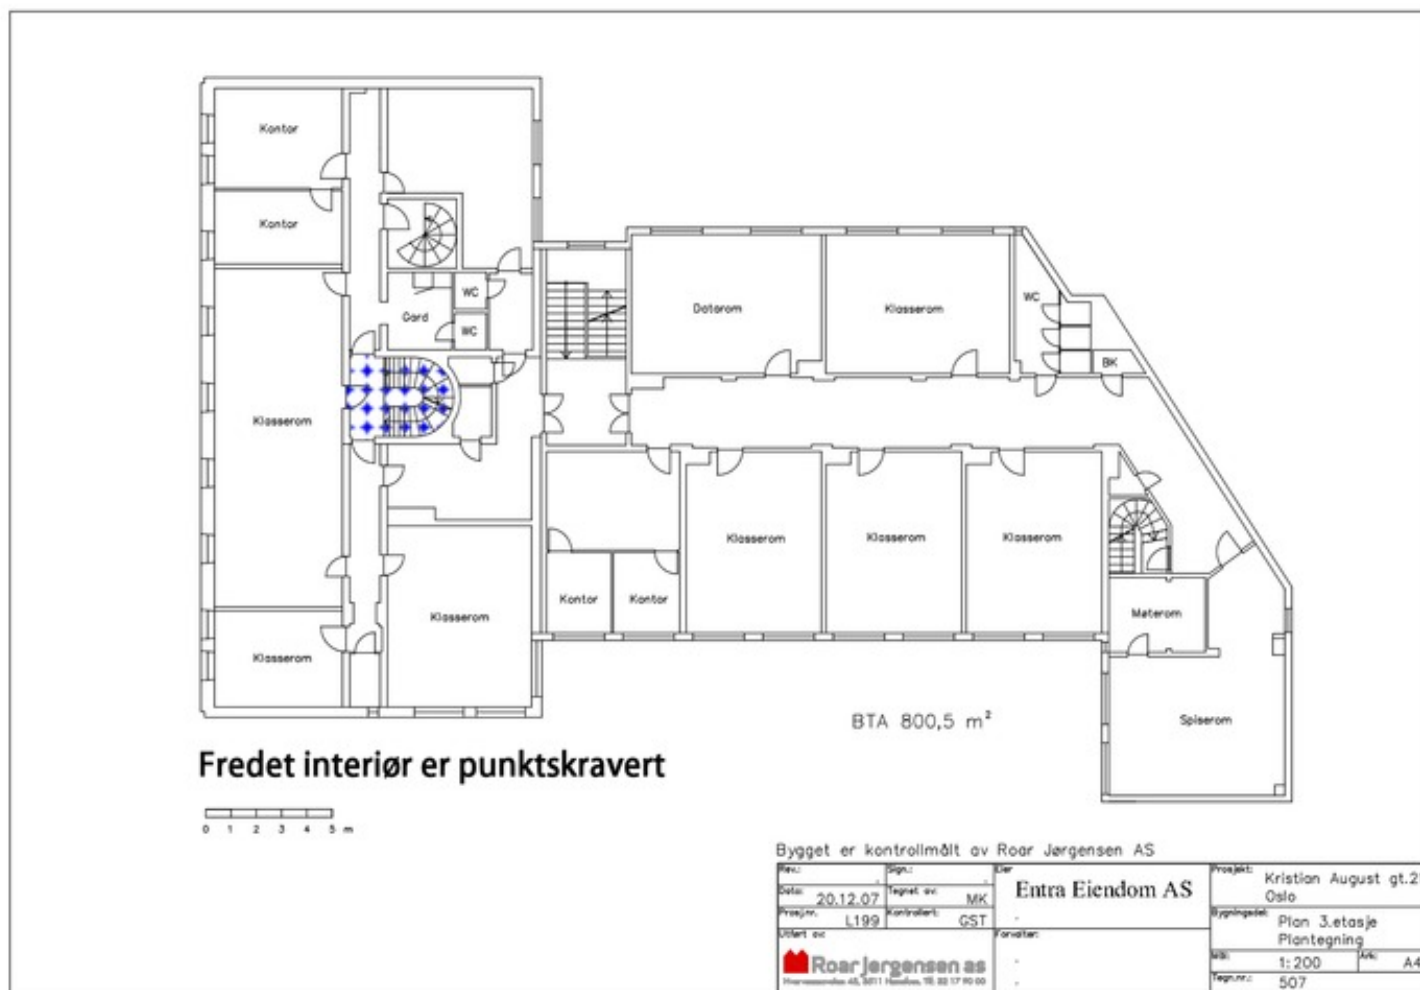 Kontor
Kontor
Gard
WC
WC
Klasserom
Klasserom
Klasserom
Datarom
Klasserom
WC
BK
Klasserom
Klasserom
Klasserom
Kontor
Kontor
Møterom
Spiserom
BTA 800,5 m²
Fredet interiør er punktskravert
0 1 2 3 4 5 m
Bygget er kontrollmålt av Roar Jørgensen AS
Rev.: Sign.: Eier Prosjekt:
Dato: 20.12.07 Tegnet av: MK Entra Eiendom AS Kristian August gt.2
Oslo
Prosj.nr. L199 Kontrollert: GST Bygningsdel: Plan 3.etasje
Plantegning
Utført av: Forvalter:
Roar Jørgensen as
Mål: 1:200 Ark: A4
Tegn.nr.: 507